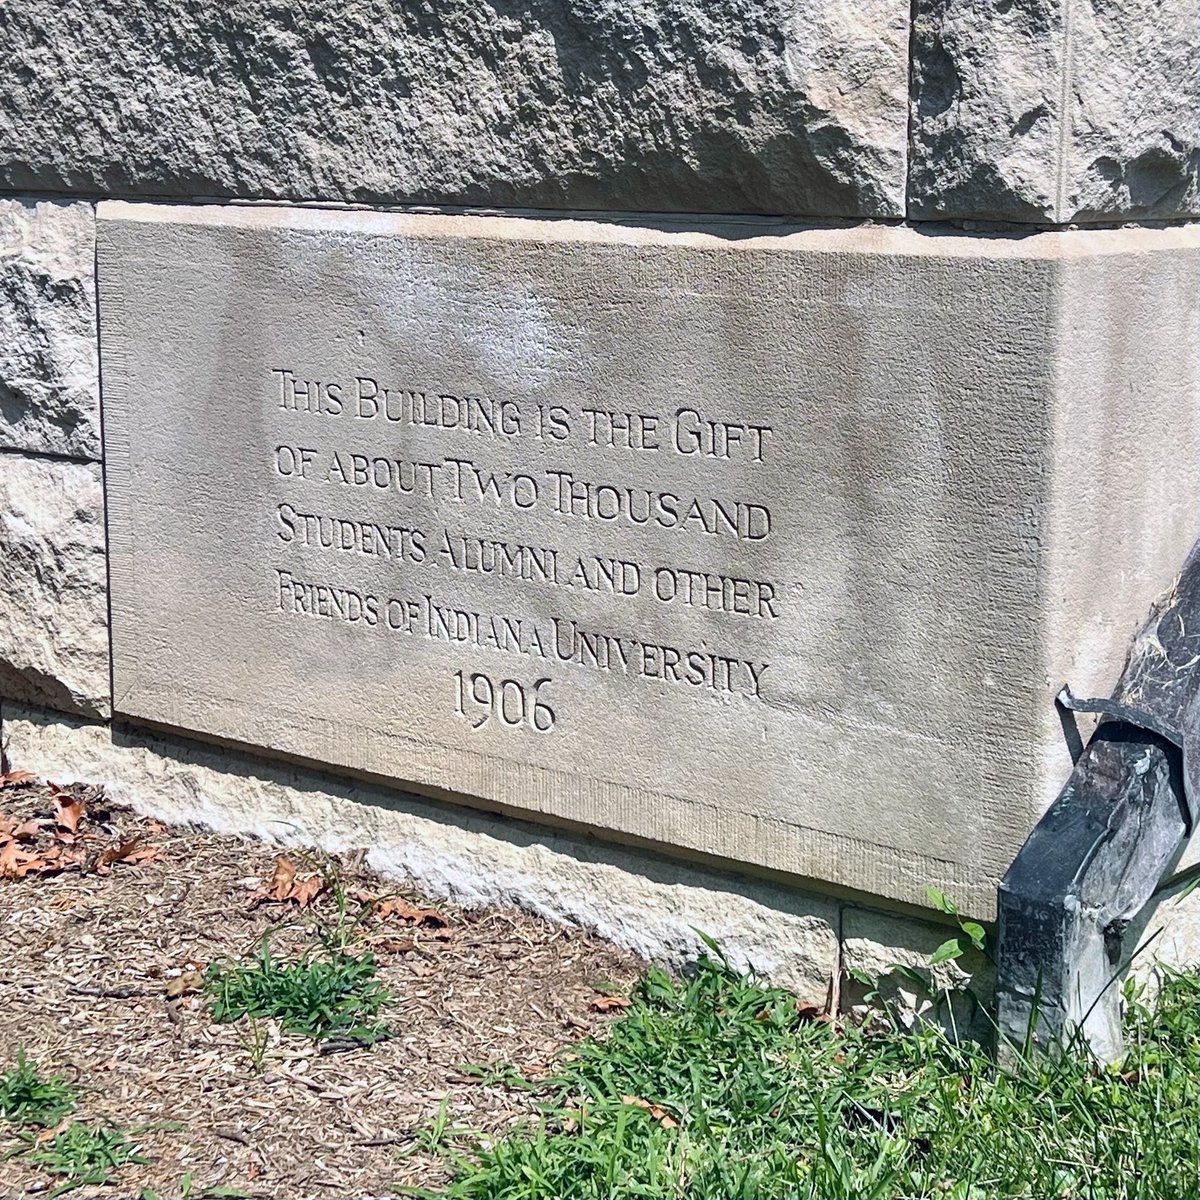 This Building is the Gift
of about Two Thousand
Students Alumni and other
Friends of Indiana University
1906